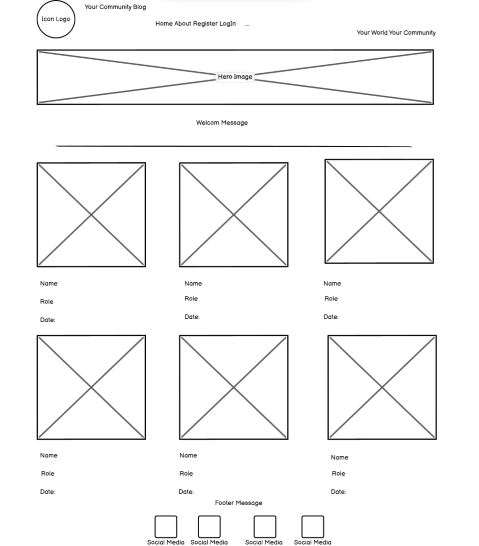 Your Community Blog
Icon Logo
Home About Register LogIn ...
Your World Your Community
Hero Image
Welcom Message
Name Name Name
Role Role Role
Date: Date: Date:
Name Name Name
Role Role Role
Date: Date: Date:
Footer Message
Social Media Social Media Social Media Social Media